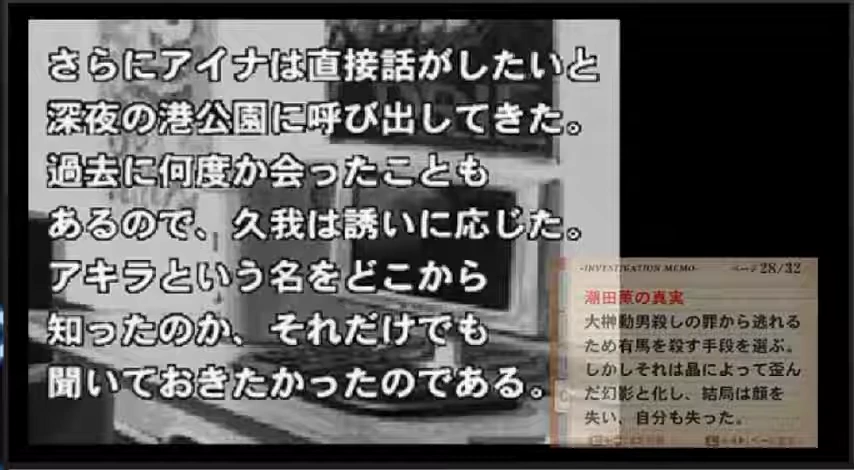 さらにアイナは直接話がしたいと
深夜の港公園に呼び出してきた。
過去に何度か会ったことも
あるので、久我は誘いに応じた。
アキラという名をどこから
知ったのか、それだけでも
聞いておきたかったのである。
-INVESTIGATION MEMO- ページ28/32
潮田薫の真実
大榊勲男殺しの罪から逃れる
ため有馬を殺す手段を選ぶ。
しかしそれは晶によって歪ん
だ幻影と化し、結局は顔を
失い、自分も失った。